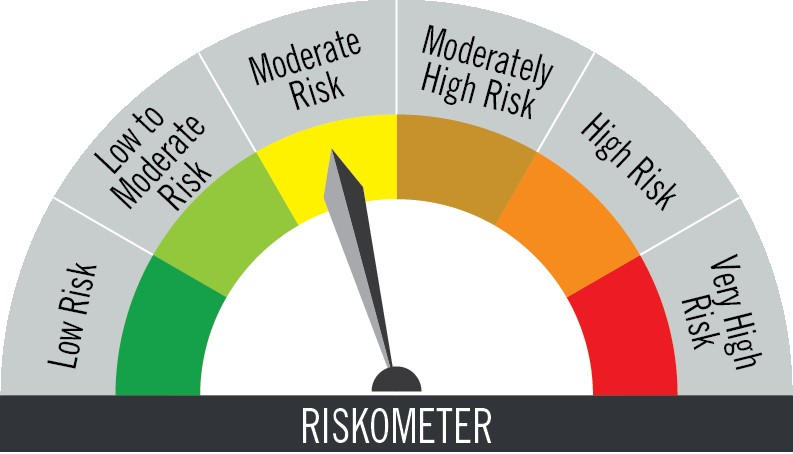 Low Risk
Low to
Moderate
Risk
Moderate
Risk
Moderately
High Risk
High Risk
Very High
Risk
RISKOMETER